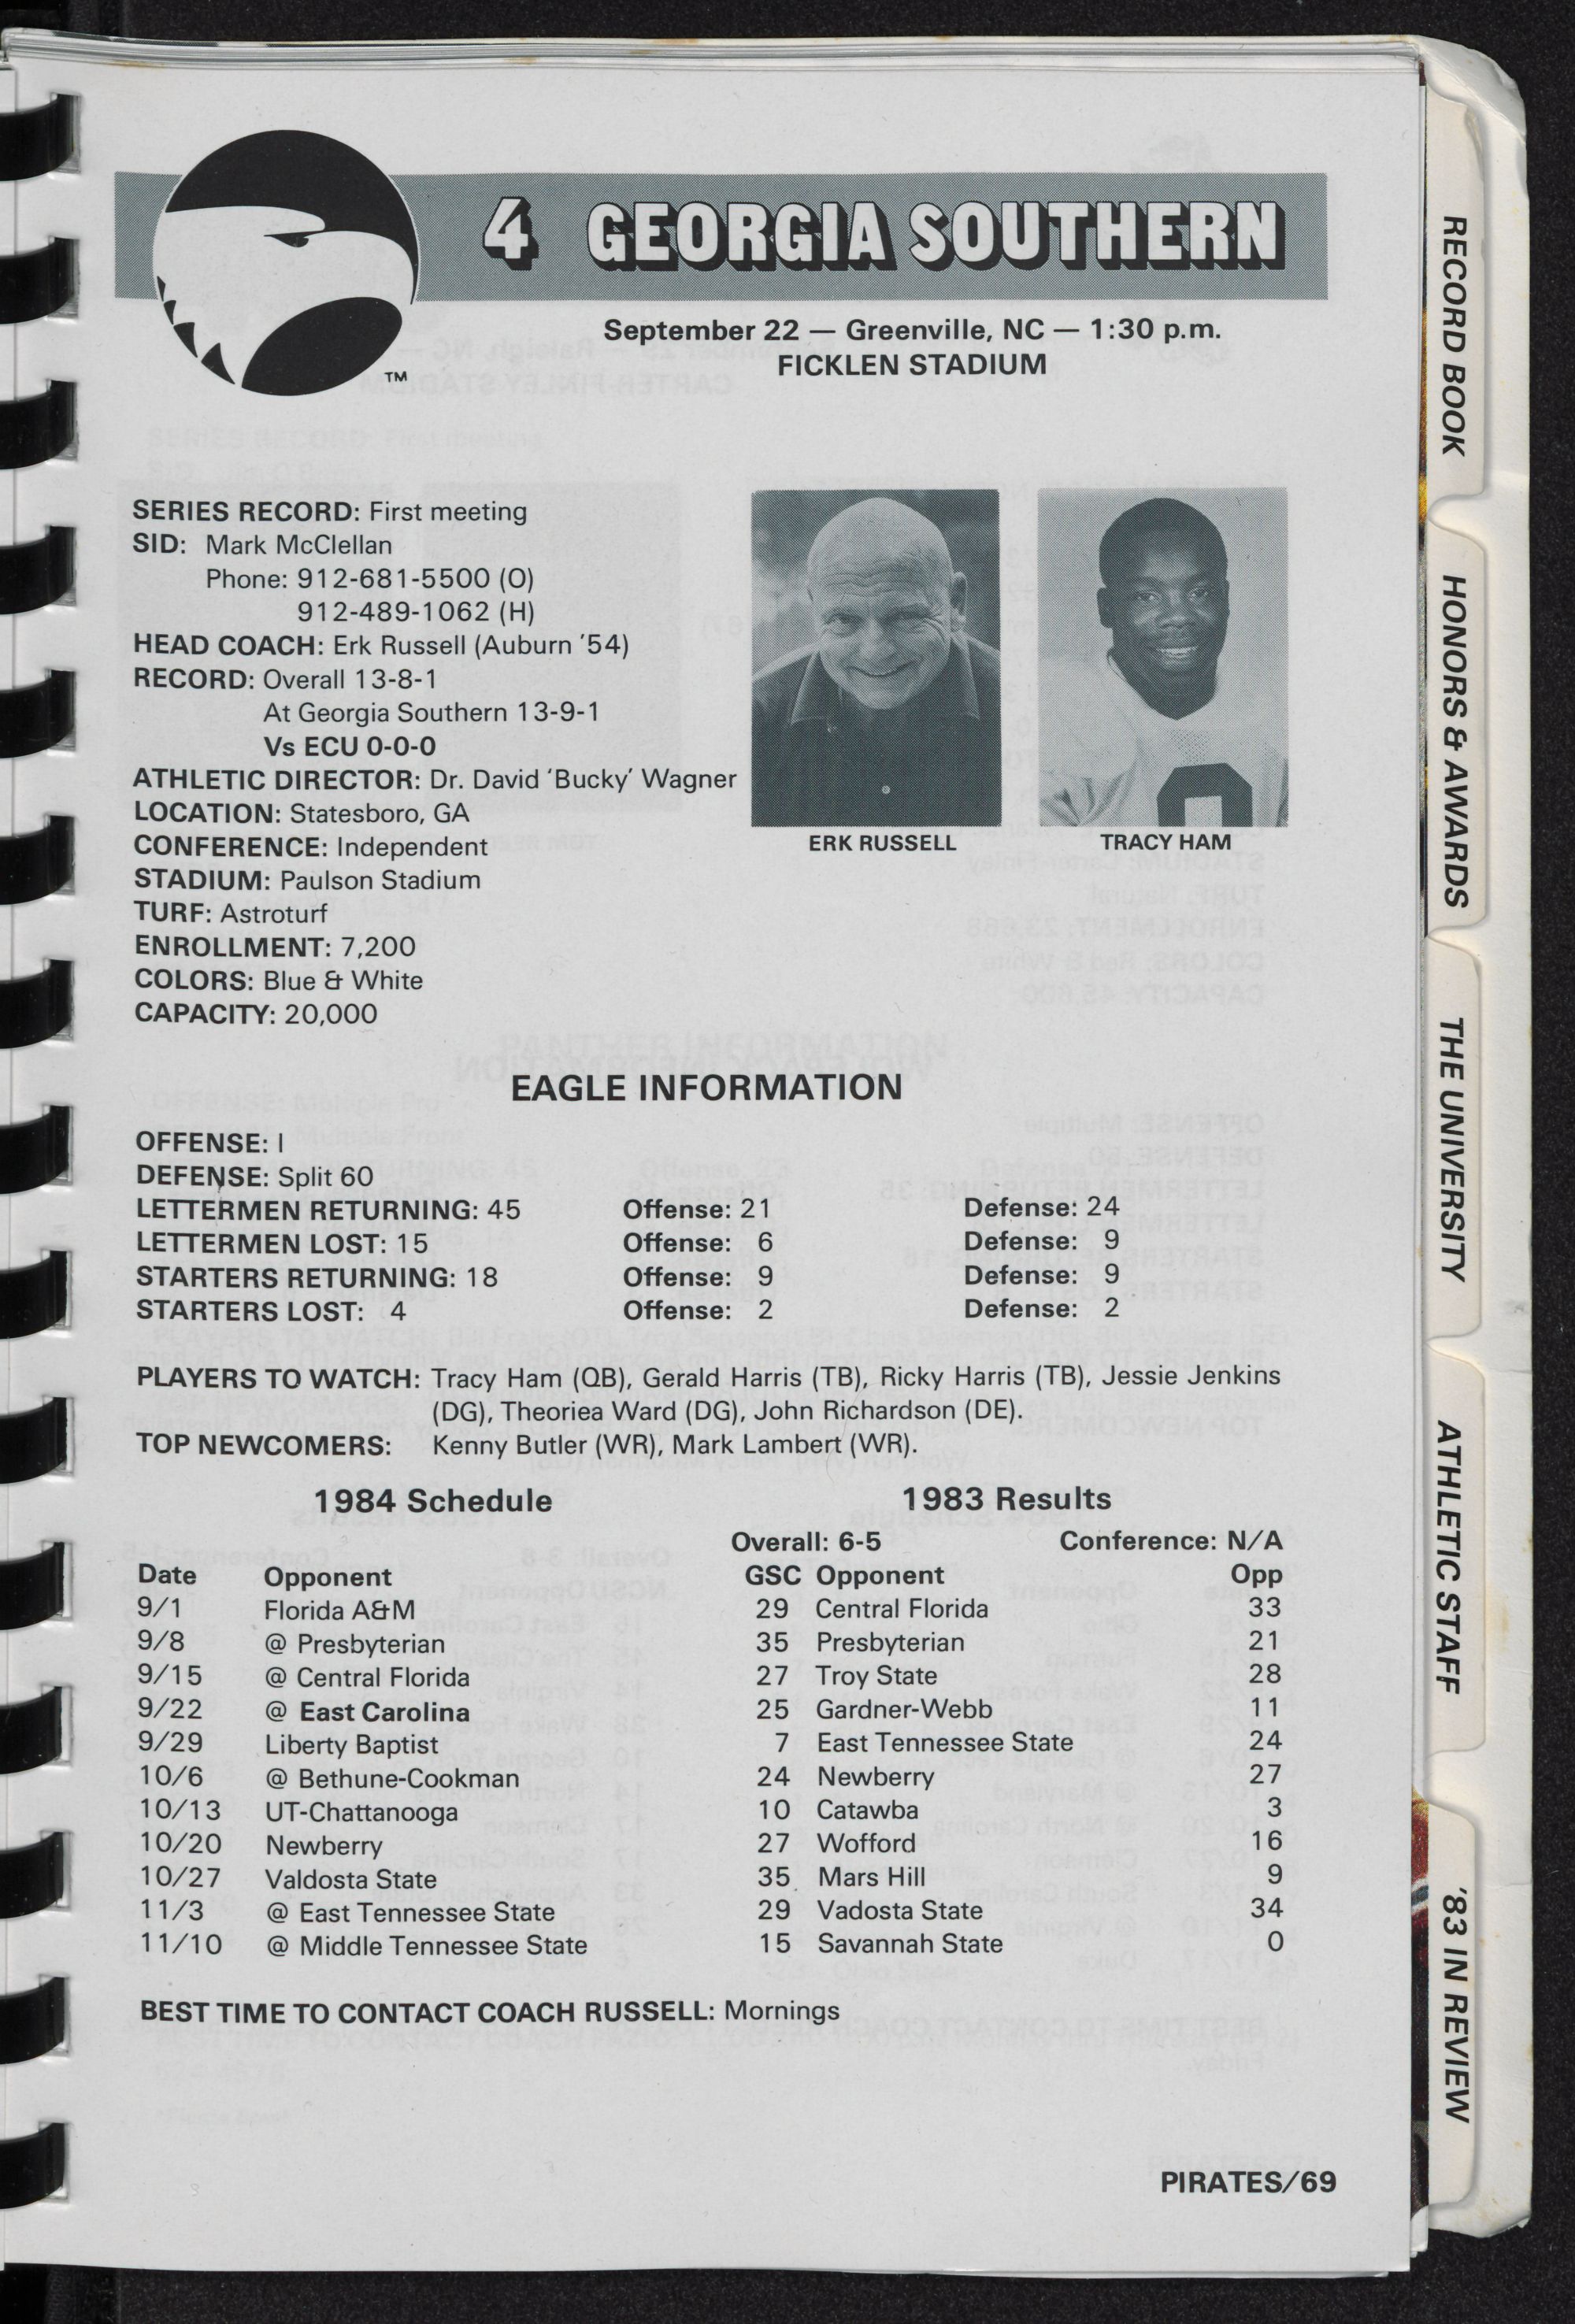 4 GEORGIA SOUTHERN
September 22 — Greenville, NC — 1:30 p.m.
FICKLEN STADIUM
TM
SERIES RECORD: First meeting
SID: Mark McClellan
Phone: 912-681-5500 (O)
912-489-1062 (H)
HEAD COACH: Erk Russell (Auburn '54)
RECORD: Overall 13-8-1
At Georgia Southern 13-9-1
Vs ECU 0-0-0
ATHLETIC DIRECTOR: Dr. David 'Bucky' Wagner
LOCATION: Statesboro, GA
CONFERENCE: Independent
STADIUM: Paulson Stadium
TURF: Astroturf
ENROLLMENT: 7,200
COLORS: Blue & White
CAPACITY: 20,000
ERK RUSSELL
TRACY HAM
EAGLE INFORMATION
OFFENSE: I
DEFENSE: Split 60
LETTERMEN RETURNING: 45 Offense: 21 Defense: 24
LETTERMEN LOST: 15 Offense: 6 Defense: 9
STARTERS RETURNING: 18 Offense: 9 Defense: 9
STARTERS LOST: 4 Offense: 2 Defense: 2
PLAYERS TO WATCH: Tracy Ham (QB), Gerald Harris (TB), Ricky Harris (TB), Jessie Jenkins
(DG), Theoriea Ward (DG), John Richardson (DE).
TOP NEWCOMERS: Kenny Butler (WR), Mark Lambert (WR).
1984 Schedule
Date Opponent
9/1 Florida A&M
9/8 @ Presbyterian
9/15 @ Central Florida
9/22 @ East Carolina
9/29 Liberty Baptist
10/6 @ Bethune-Cookman
10/13 UT-Chattanooga
10/20 Newberry
10/27 Valdosta State
11/3 @ East Tennessee State
11/10 @ Middle Tennessee State
1983 Results
Overall: 6-5 Conference: N/A
GSC Opponent Opp
29 Central Florida 33
35 Presbyterian 21
27 Troy State 28
25 Gardner-Webb 11
7 East Tennessee State 24
24 Newberry 27
10 Catawba 3
27 Wofford 16
35 Mars Hill 9
29 Vadosta State 34
15 Savannah State 0
BEST TIME TO CONTACT COACH RUSSELL: Mornings
PIRATES/69
RECORD BOOK
HONORS & AWARDS
THE UNIVERSITY
ATHLETIC STAFF
'83 IN REVIEW